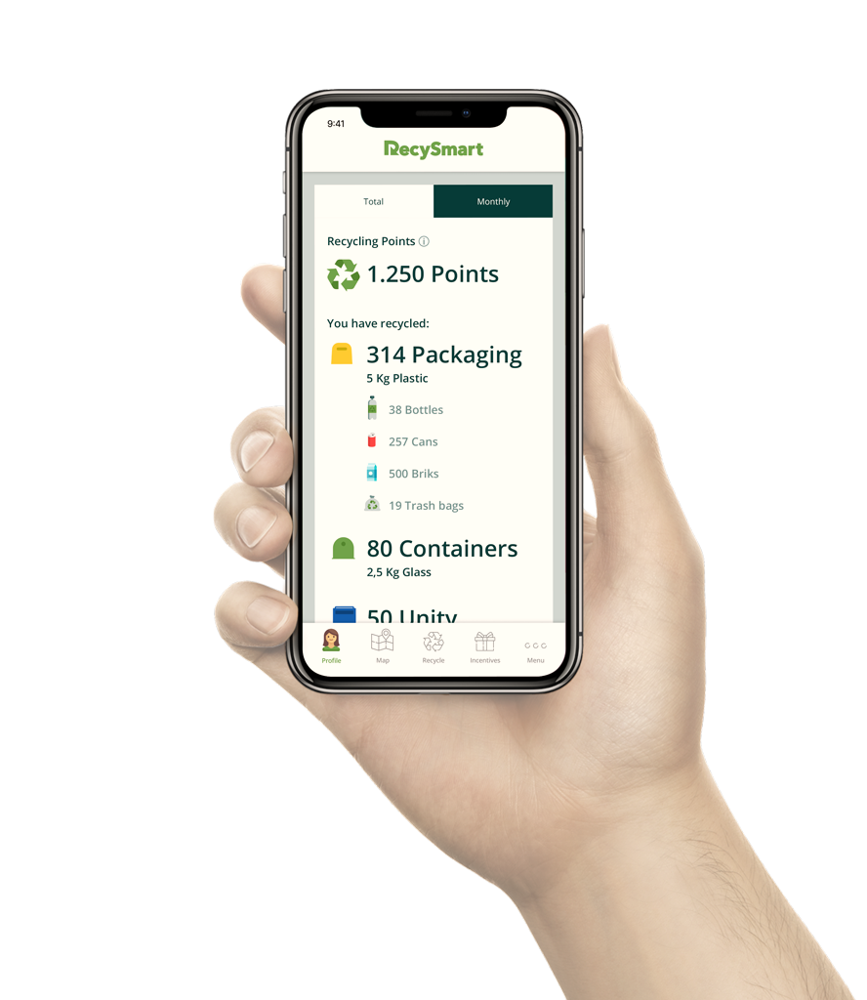 9:41
RecySmart
Total Monthly
Recycling Points ⓘ
1.250 Points
You have recycled:
314 Packaging
5 Kg Plastic
38 Bottles
257 Cans
500 Briks
19 Trash bags
80 Containers
2,5 Kg Glass
50 Unity
Profile Map Recycle Incentives Menu